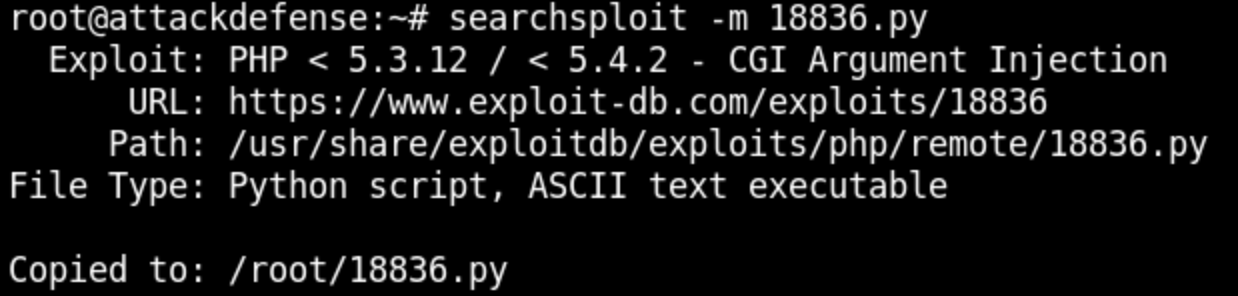 root@attackdefense:~# searchsploit -m 18836.py
Exploit: PHP < 5.3.12 / < 5.4.2 - CGI Argument Injection
URL: https://www.exploit-db.com/exploits/18836
Path: /usr/share/exploitdb/exploits/php/remote/18836.py
File Type: Python script, ASCII text executable
Copied to: /root/18836.py